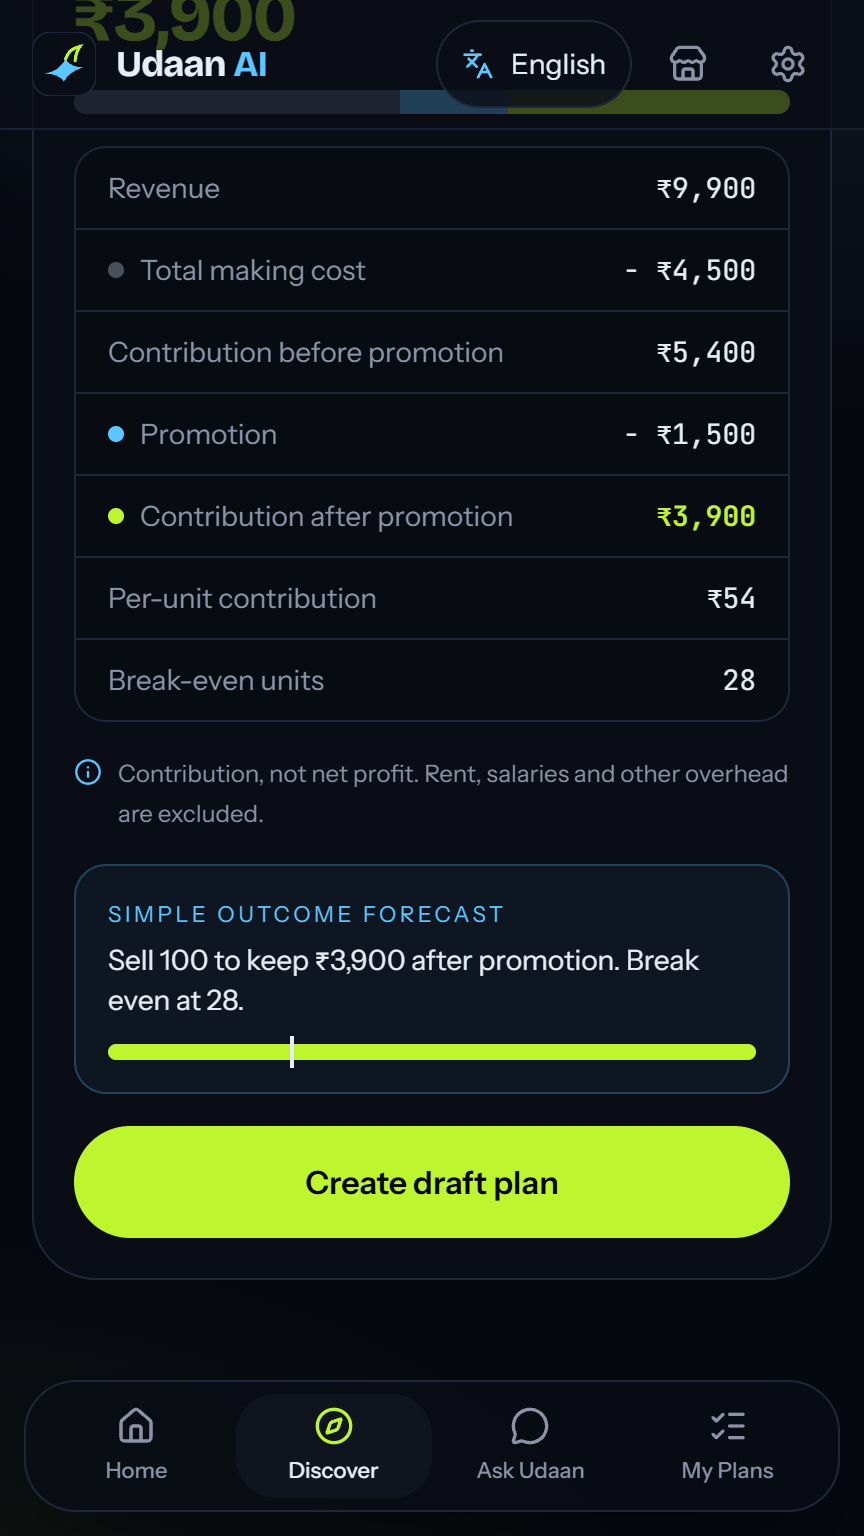 ₹3,900
Udaan AI
English
Revenue ₹9,900
Total making cost - ₹4,500
Contribution before promotion ₹5,400
Promotion - ₹1,500
Contribution after promotion ₹3,900
Per-unit contribution ₹54
Break-even units 28
Contribution, not net profit. Rent, salaries and other overhead
are excluded.
SIMPLE OUTCOME FORECAST
Sell 100 to keep ₹3,900 after promotion. Break
even at 28.
Create draft plan
Home Discover Ask Udaan My Plans